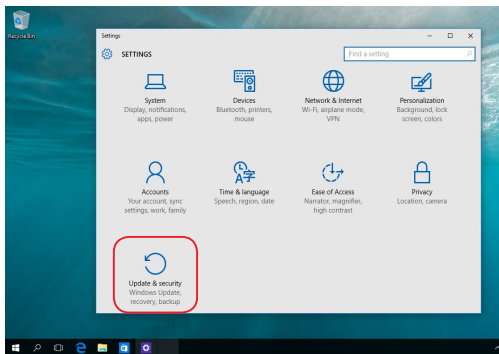 Recycle Bin
Settings
SETTINGS
Find a setting
System
Display, notifications,
apps, power
Devices
Bluetooth, printers,
mouse
Network & Internet
Wi-Fi, airplane mode,
VPN
Personalization
Background, lock
screen, colors
Accounts
Your account, sync
settings, work, family
A字
Time & language
Speech, region, date
Ease of Access
Narrator, magnifier,
high contrast
Privacy
Location, camera
Update & security
Windows Update,
recovery, backup